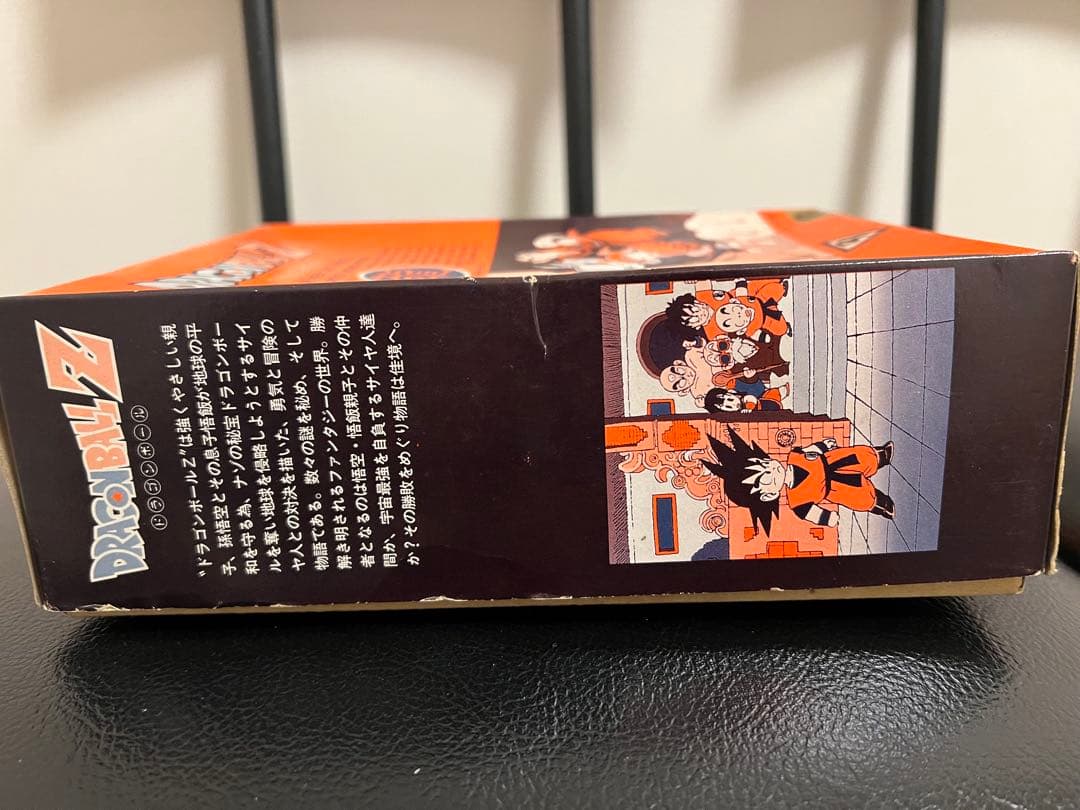 DRAGON BALL Z
ドラゴンボール
“ドラゴンボールZ”は強くやさしい親
子、孫悟空とその息子悟飯が地球の平
和を守る為、ナゾの秘宝ドラゴンボー
ルを奪い地球を侵略しようとするサイ
ヤ人との対決を描いた、勇気と冒険の
物語である。数々の謎を秘め、そして
解き明されるファンタジーの世界。勝
者となるのは悟空・悟飯親子とその仲
間か、宇宙最強を自負するサイヤ人達
か?その勝敗をめぐり物語は佳境へ。